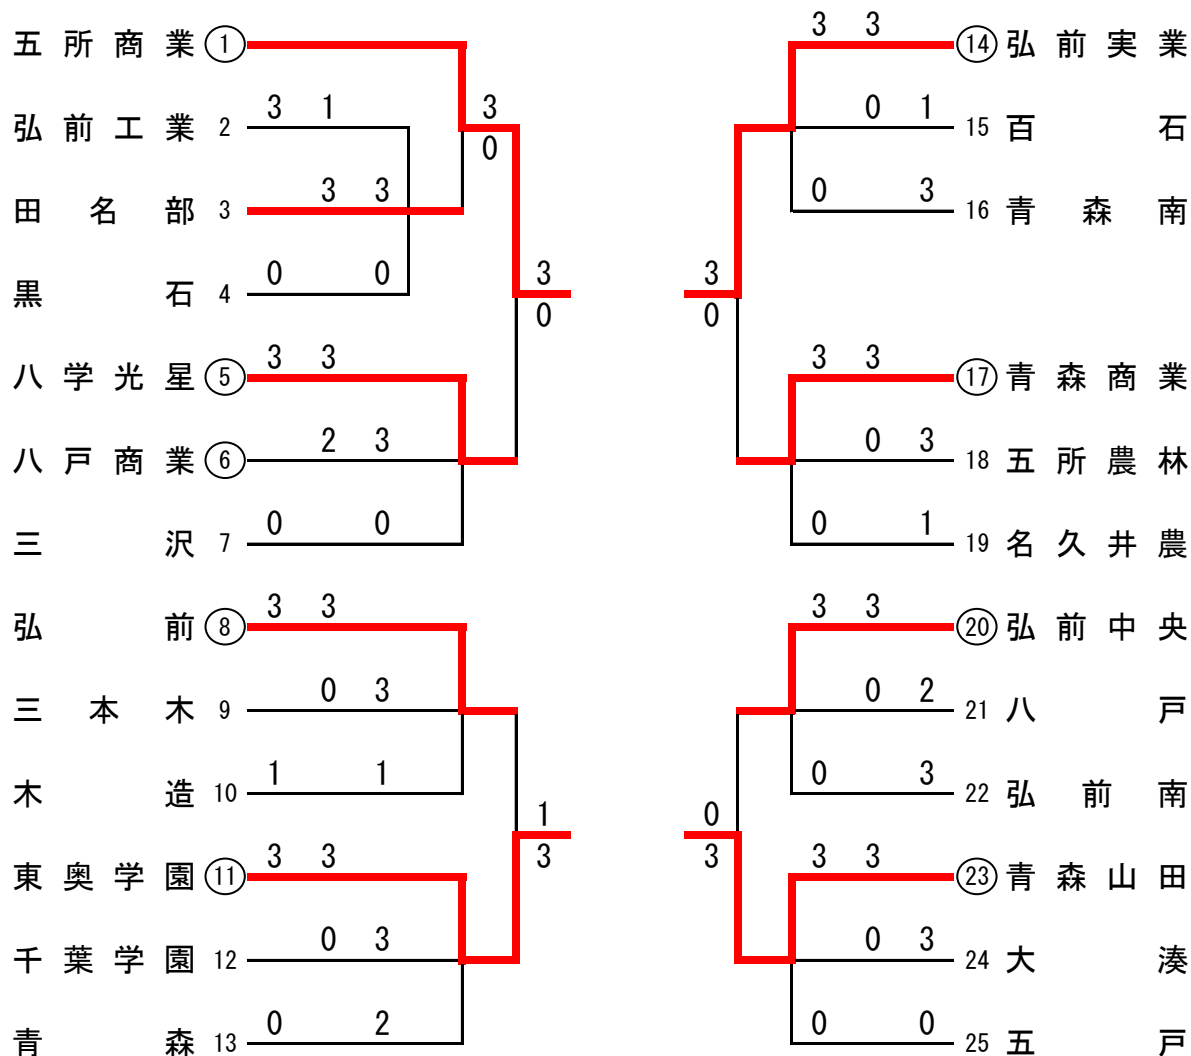 五所商業 ①
弘前工業 2 3 1
田名部 3 3 3
黒石 4 0 0
3
0
八学光星 ⑤ 3 3
八戸商業 ⑥ 2 3
三沢 7 0 0
3
0
弘前 ⑧ 3 3
三本木 9 0 3
木造 10 1 1
東奥学園 ⑪ 3 3
千葉学園 12 0 3
青森 13 0 2
1
3
3 3 ⑭ 弘前実業
0 1 15 百石
0 3 16 青森南
3 3 ⑰ 青森商業
0 3 18 五所農林
0 1 19 名久井農
3
0
3 3 ⑳ 弘前中央
0 2 21 八戸
0 3 22 弘前南
3 3 ㉓ 青森山田
0 3 24 大湊
0 0 25 五戸
0
3